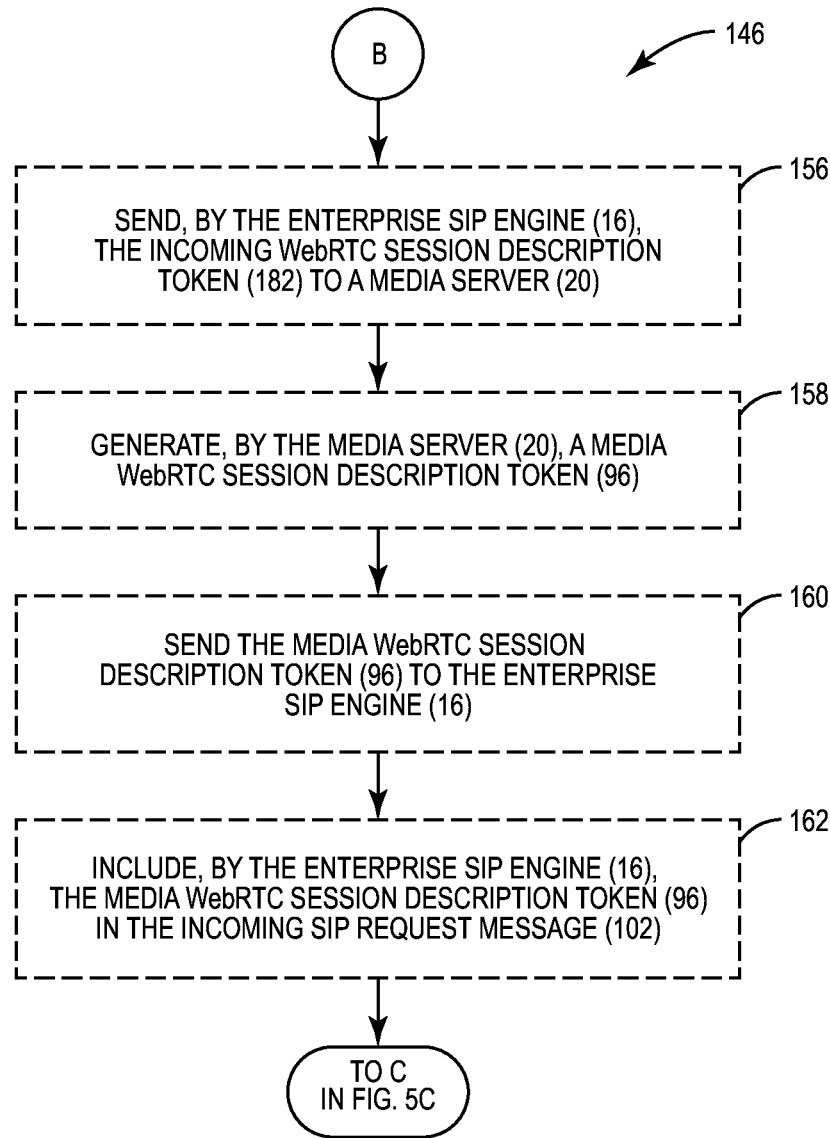 B
146
156
SEND, BY THE ENTERPRISE SIP ENGINE (16),
THE INCOMING WebRTC SESSION DESCRIPTION
TOKEN (182) TO A MEDIA SERVER (20)
158
GENERATE, BY THE MEDIA SERVER (20), A MEDIA
WebRTC SESSION DESCRIPTION TOKEN (96)
160
SEND THE MEDIA WebRTC SESSION
DESCRIPTION TOKEN (96) TO THE ENTERPRISE
SIP ENGINE (16)
162
INCLUDE, BY THE ENTERPRISE SIP ENGINE (16),
THE MEDIA WebRTC SESSION DESCRIPTION TOKEN (96)
IN THE INCOMING SIP REQUEST MESSAGE (102)
TO C
IN FIG. 5C